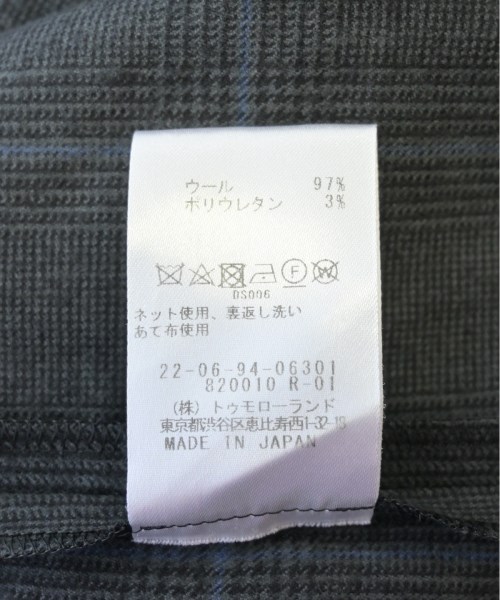 ウール 97%
ポリウレタン 3%
F W
DS006
ネット使用、裏返し洗い
あて布使用
22-06-94-06301
820010 R-01
(株) トゥモローランド
東京都渋谷区恵比寿西1-32-18
MADE IN JAPAN